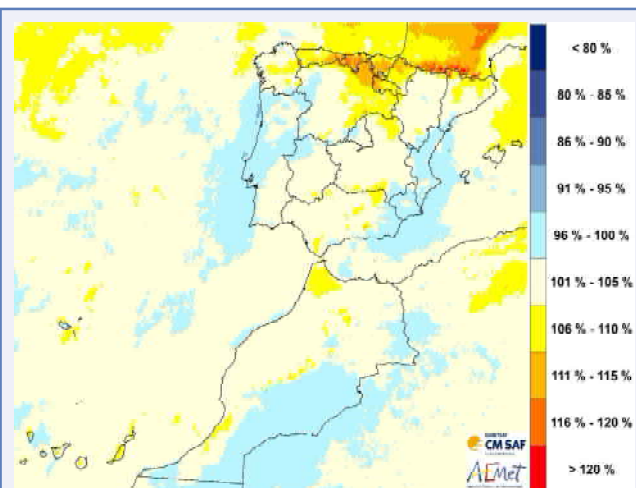 < 80 %
80 % - 85 %
86 % - 90 %
91 % - 95 %
96 % - 100 %
101 % - 105 %
106 % - 110 %
111 % - 115 %
116 % - 120 %
> 120 %
CM SAF
AEMet